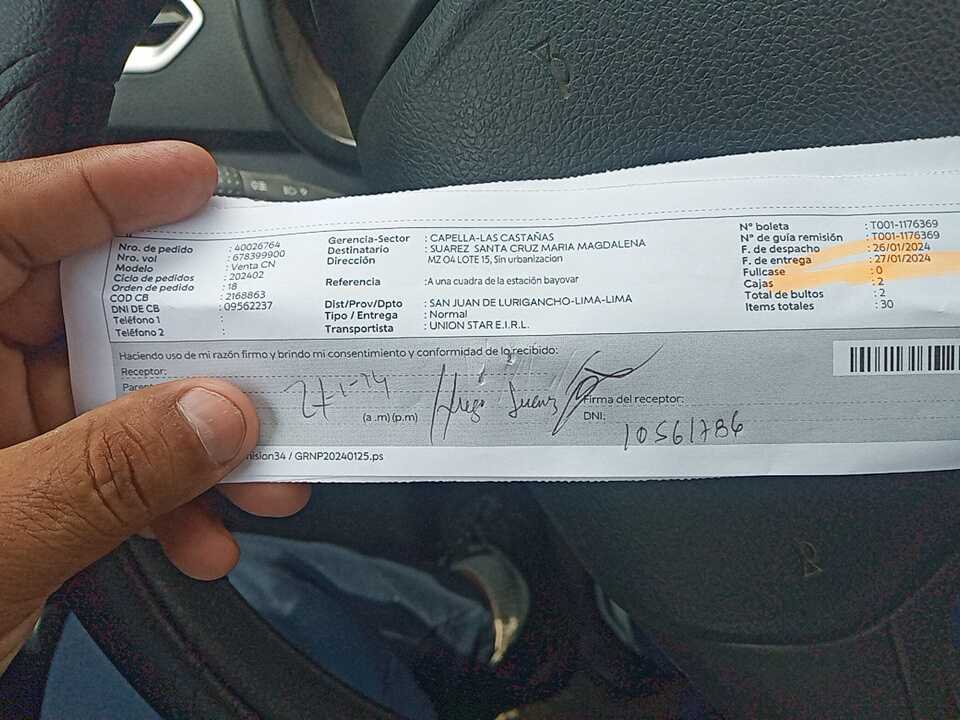 Nro. de pedido : 40026764
Nro. vol : 678399900
Modelo : Venta CN
Ciclo de pedidos : 202402
Orden de pedido : 18
COD CB : 2168863
DNI DE CB : 09562237
Teléfono 1 :
Teléfono 2 :
Gerencia-Sector : CAPELLA-LAS CASTAÑAS
Destinatario : SUAREZ SANTA CRUZ MARIA MAGDALENA
Dirección MZ 04 LOTE 15, Sin urbanizacion
Referencia : A una cuadra de la estación bayovar
Dist/Prov/Dpto : SAN JUAN DE LURIGANCHO-LIMA-LIMA
Tipo / Entrega : Normal
Transportista : UNION STAR E.I.R.L.
N° boleta : T001-1176369
N° de guía remisión : T001-1176369
F. de despacho : 26/01/2024
F. de entrega : 27/01/2024
Fullcase : 0
Cajas : 2
Total de bultos : 2
Items totales : 30
Haciendo uso de mi razón firmo y brindo mi consentimiento y conformidad de lo recibido:
Receptor:
(a .m) (p.m)
Firma del receptor:
DNI: 10561786
/ GRNP20240125.ps